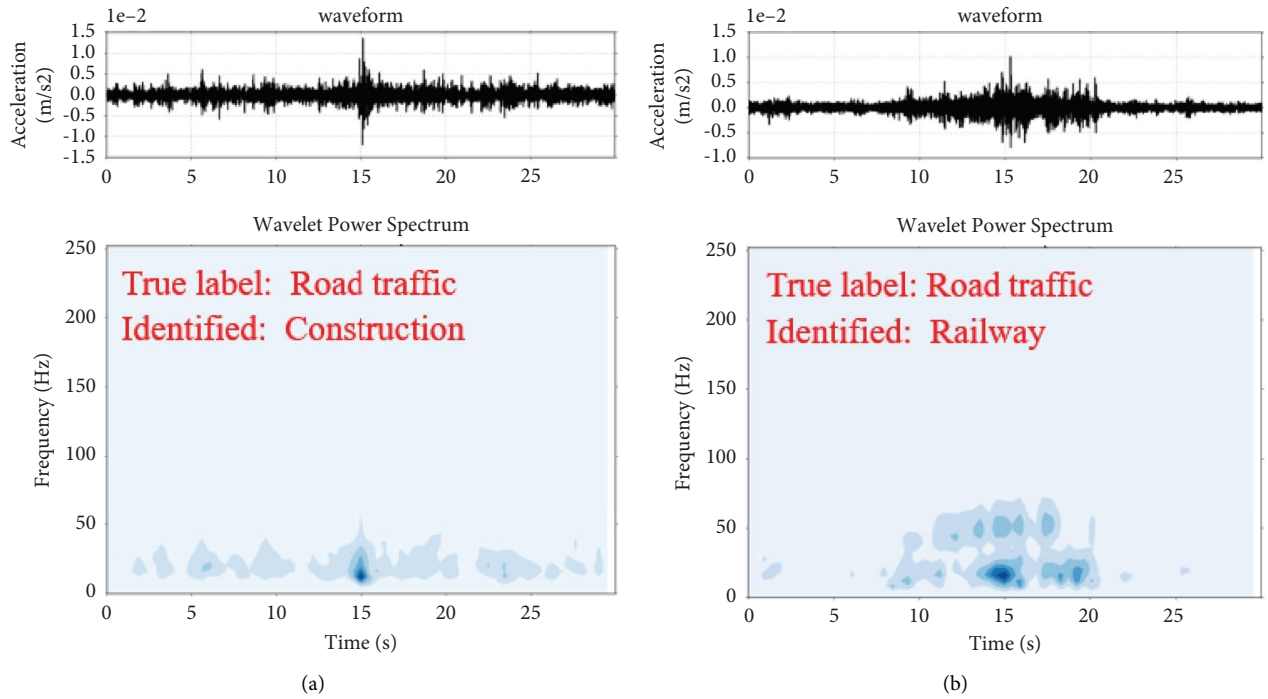 1e–2
waveform
Acceleration
(m/s2)
1.5
1.0
0.5
0.0
–0.5
–1.0
–1.5
0
5
10
15
20
25
Wavelet Power Spectrum
True label: Road traffic
Identified: Construction
Frequency (Hz)
250
200
150
100
50
0
0
5
10
15
20
25
Time (s)
(a)
1e–2
waveform
Acceleration
(m/s2)
1.5
1.0
0.5
0.0
–0.5
–1.0
0
5
10
15
20
25
Wavelet Power Spectrum
True label: Road traffic
Identified: Railway
Frequency (Hz)
250
200
150
100
50
0
0
5
10
15
20
25
Time (s)
(b)